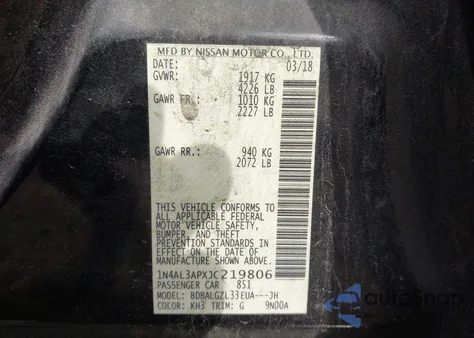 MFD BY NISSAN MOTOR CO., LTD.
DATE: 03/18
GVWR: 1917 KG
4226 LB
GAWR FR.: 1010 KG
2227 LB
GAWR RR.: 940 KG
2072 LB
THIS VEHICLE CONFORMS TO
ALL APPLICABLE FEDERAL
MOTOR VEHICLE SAFETY,
BUMPER, AND THEFT
PREVENTION STANDARDS IN
EFFECT ON THE DATE OF
MANUFACTURE SHOWN ABOVE.
1N4AL3APXJC219806
PASSENGER CAR 851
MODEL: BDBALGZL33EUA---JH
COLOR: KH3 TRIM: G 9N00A
AutoSnap